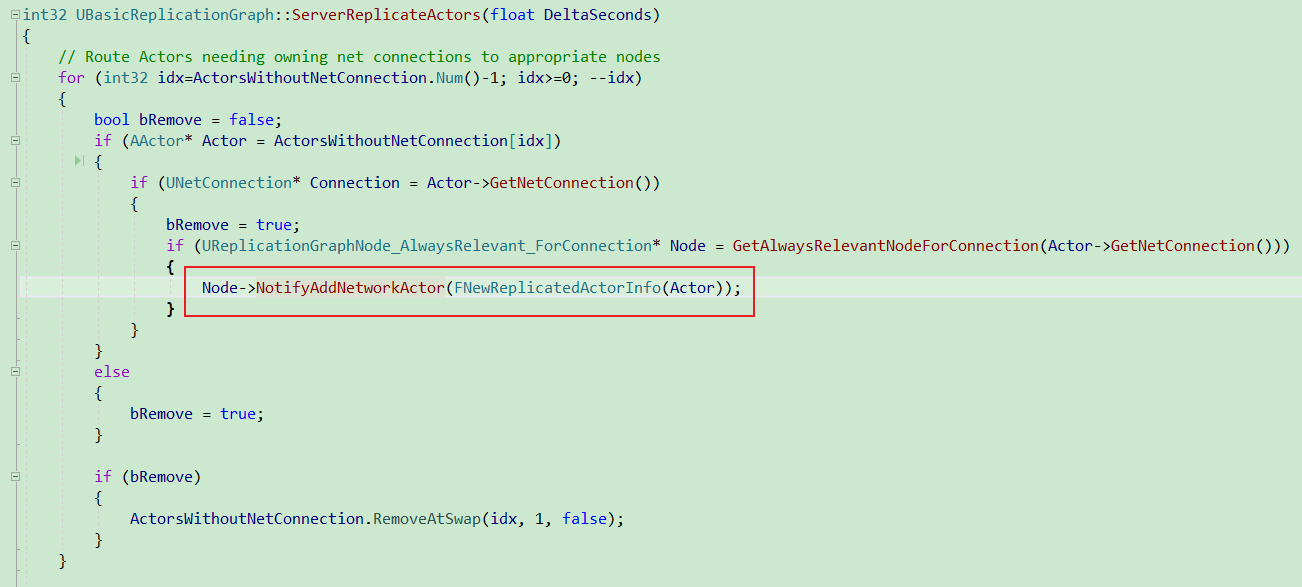 int32 UBasicReplicationGraph::ServerReplicateActors(float DeltaSeconds)
{
    // Route Actors needing owning net connections to appropriate nodes
    for (int32 idx=ActorsWithoutNetConnection.Num()-1; idx>=0; --idx)
    {
        bool bRemove = false;
        if (AActor* Actor = ActorsWithoutNetConnection[idx])
        {
            if (UNetConnection* Connection = Actor->GetNetConnection())
            {
                bRemove = true;
                if (UReplicationGraphNode_AlwaysRelevant_ForConnection* Node = GetAlwaysRelevantNodeForConnection(Actor->GetNetConnection()))
                {
                    Node->NotifyAddNetworkActor(FNewReplicatedActorInfo(Actor));
                }
            }
        }
        else
        {
            bRemove = true;
        }

        if (bRemove)
        {
            ActorsWithoutNetConnection.RemoveAtSwap(idx, 1, false);
        }
    }